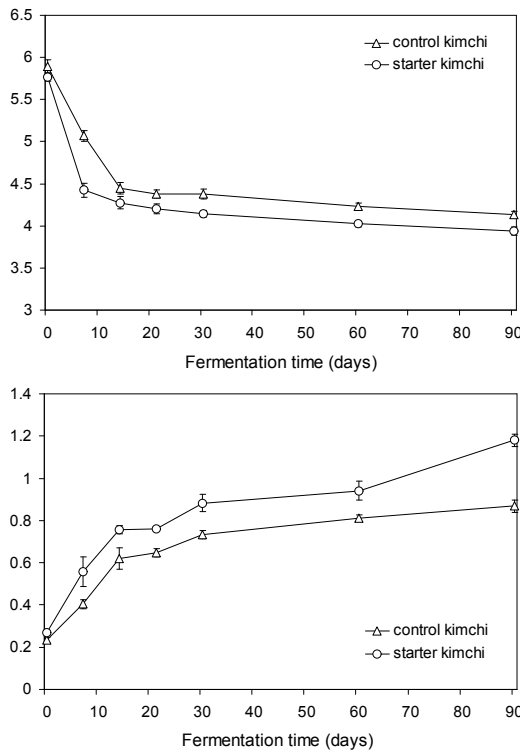 6
5.5
5
4.5
4
3.5
3
control kimchi
starter kimchi
0 10 20 30 40 50 60 70 80 90
Fermentation time (days)
1.4
1.2
1
0.8
0.6
0.4
0.2
0
control kimchi
starter kimchi
0 10 20 30 40 50 60 70 80 90
Fermentation time (days)